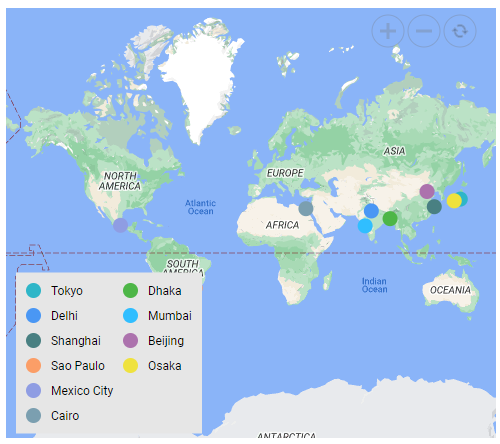 ASIA
EUROPE
NORTH
AMERICA
Atlantic
Ocean
AFRICA
SOUTH
AMERICA
Indian
Ocean
OCEANIA
Tokyo
Delhi
Shanghai
Sao Paulo
Mexico City
Cairo
Dhaka
Mumbai
Beijing
Osaka
ANTARCTICA